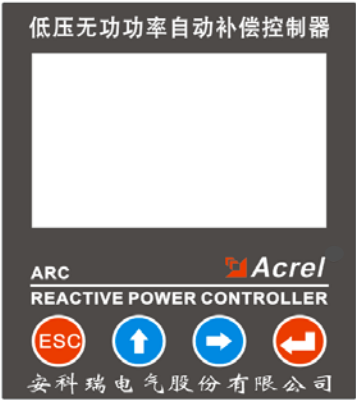 低压无功功率自动补偿控制器
ARC
Acrel
REACTIVE POWER CONTROLLER
ESC
安科瑞电气股份有限公司